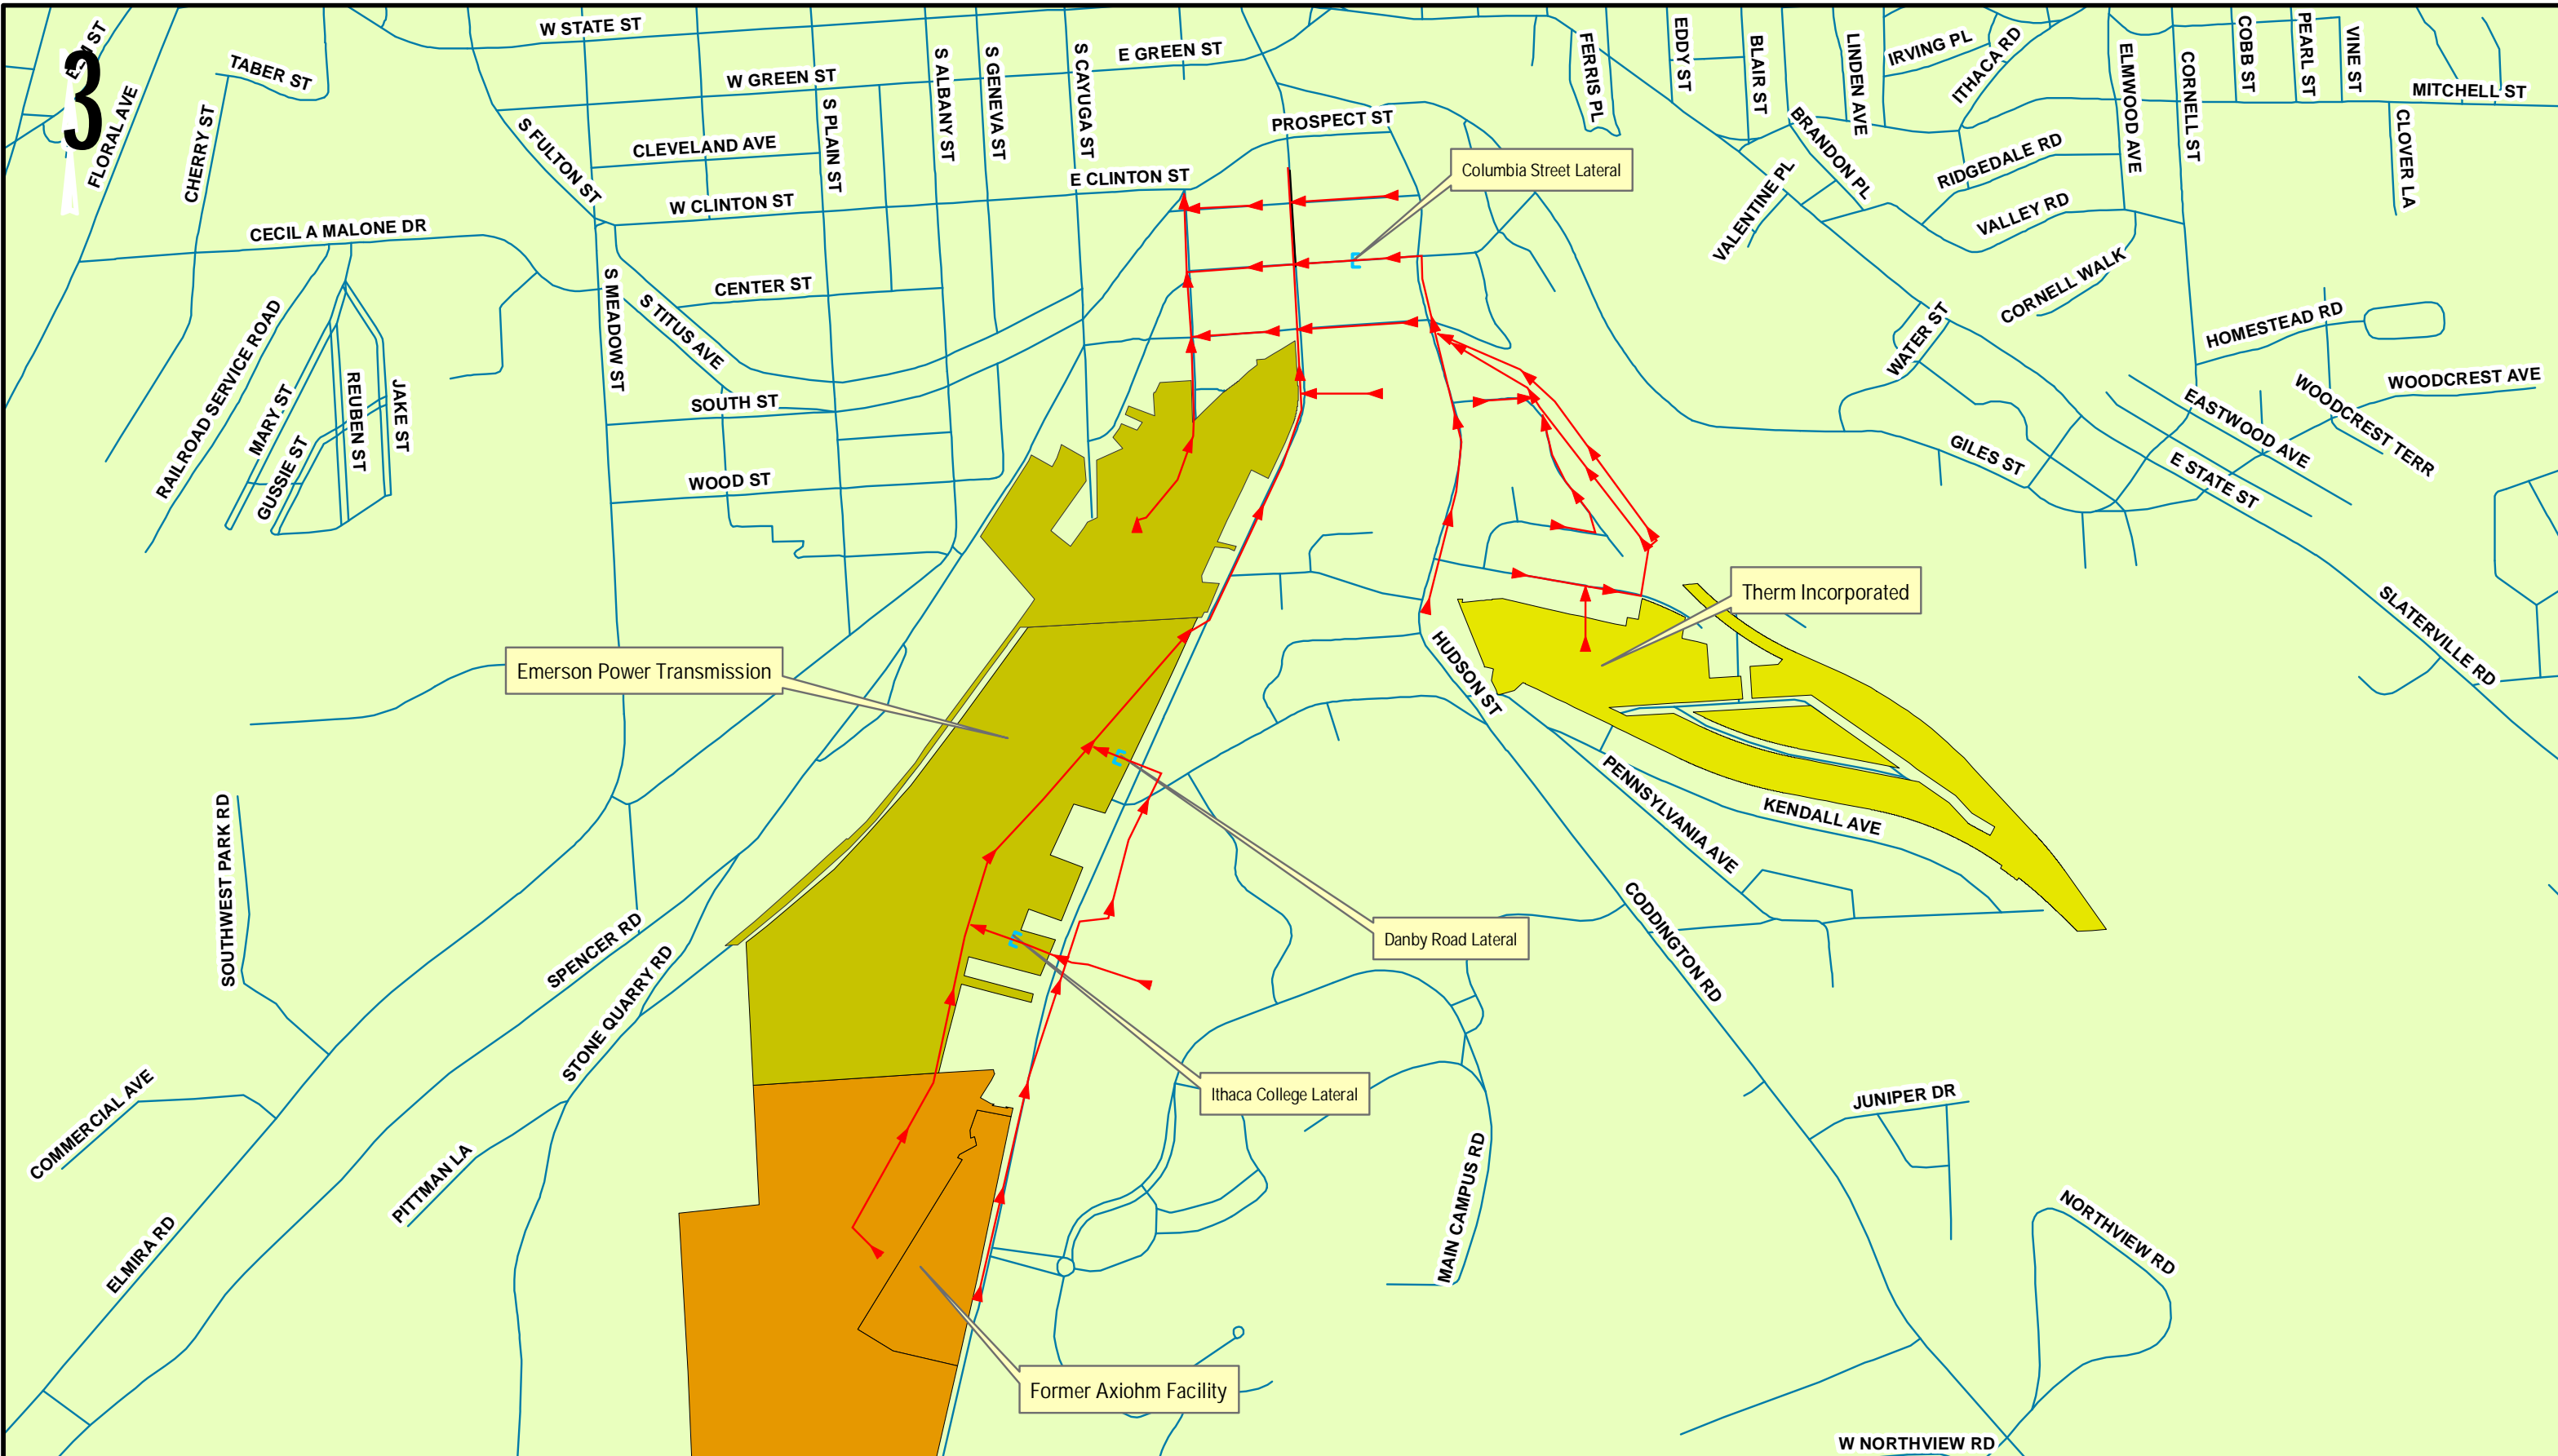 3
ELM ST
FLORAL AVE
TABER ST
CHERRY ST
W STATE ST
S FULTON ST
W GREEN ST
CLEVELAND AVE
S PLAIN ST
S ALBANY ST
S GENEVA ST
S CAYUGA ST
E GREEN ST
PROSPECT ST
E CLINTON ST
W CLINTON ST
CECIL A MALONE DR
CENTER ST
S TITUS AVE
S MEADOW ST
RAILROAD SERVICE ROAD
MARY ST
GUSSIE ST
REUBEN ST
JAKE ST
SOUTH ST
WOOD ST
Columbia Street Lateral
FERRIS PL
EDDY ST
BLAIR ST
LINDEN AVE
IRVING PL
ITHACA RD
BRANDON PL
VALENTINE PL
RIDGEDALE RD
VALLEY RD
CORNELL WALK
ELMWOOD AVE
CORNELL ST
COBB ST
PEARL ST
VINE ST
MITCHELL ST
CLOVER LA
WATER ST
HOMESTEAD RD
WOODCREST AVE
WOODCREST TERR
EASTWOOD AVE
E STATE ST
GILES ST
SLATERVILLE RD
Therm Incorporated
Emerson Power Transmission
HUDSON ST
PENNSYLVANIA AVE
KENDALL AVE
CODDINGTON RD
Danby Road Lateral
Ithaca College Lateral
SOUTHWEST PARK RD
SPENCER RD
STONE QUARRY RD
COMMERCIAL AVE
PITTMAN LA
ELMIRA RD
MAIN CAMPUS RD
JUNIPER DR
NORTHVIEW RD
Former Axiohm Facility
W NORTHVIEW RD